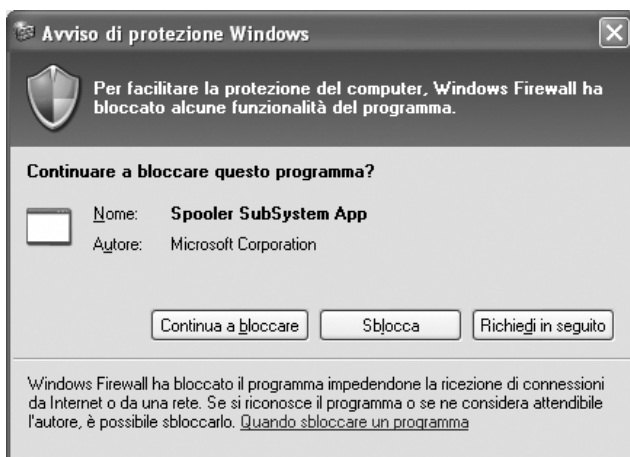 Avviso di protezione Windows
Per facilitare la protezione del computer, Windows Firewall ha
bloccato alcune funzionalità del programma.
Continuare a bloccare questo programma?
Nome: Spooler SubSystem App
Autore: Microsoft Corporation
Continua a bloccare Sblocca Richiedi in seguito
Windows Firewall ha bloccato il programma impedendone la ricezione di connessioni
da Internet o da una rete. Se si riconosce il programma o se ne considera attendibile
l'autore, è possibile sbloccarlo. Quando sbloccare un programma